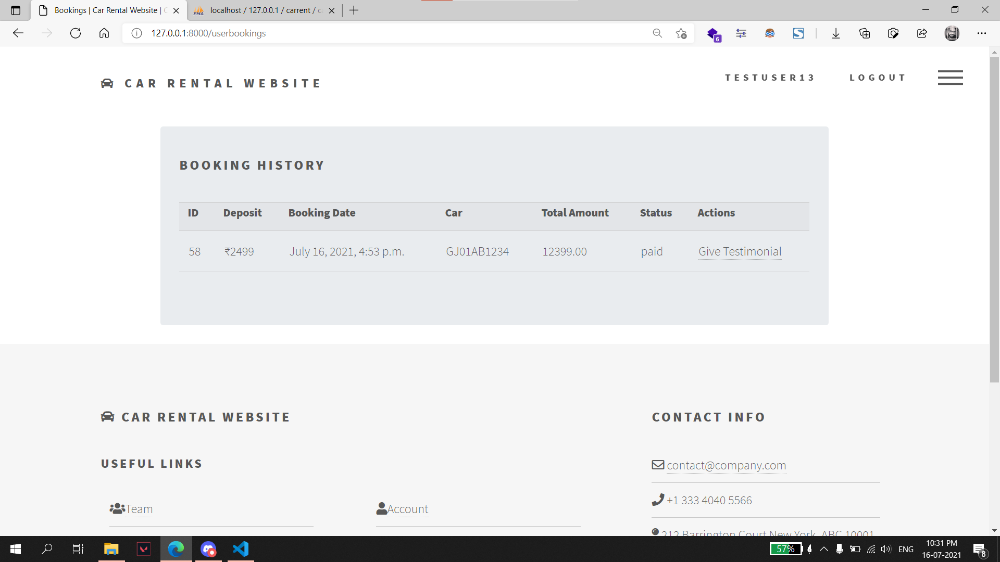 Bookings | Car Rental Website | C
localhost / 127.0.0.1 / carrent / c
127.0.0.1:8000/userbookings
6
CAR RENTAL WEBSITE
TESTUSER13
LOGOUT
BOOKING HISTORY
ID Deposit Booking Date Car Total Amount Status Actions
58 ₹2499 July 16, 2021, 4:53 p.m. GJ01AB1234 12399.00 paid Give Testimonial
CAR RENTAL WEBSITE
USEFUL LINKS
Team
Account
CONTACT INFO
contact@company.com
+1 333 4040 5566
212 Barrington Court New York, ABC 10001
57%
ENG
10:31 PM
16-07-2021
8